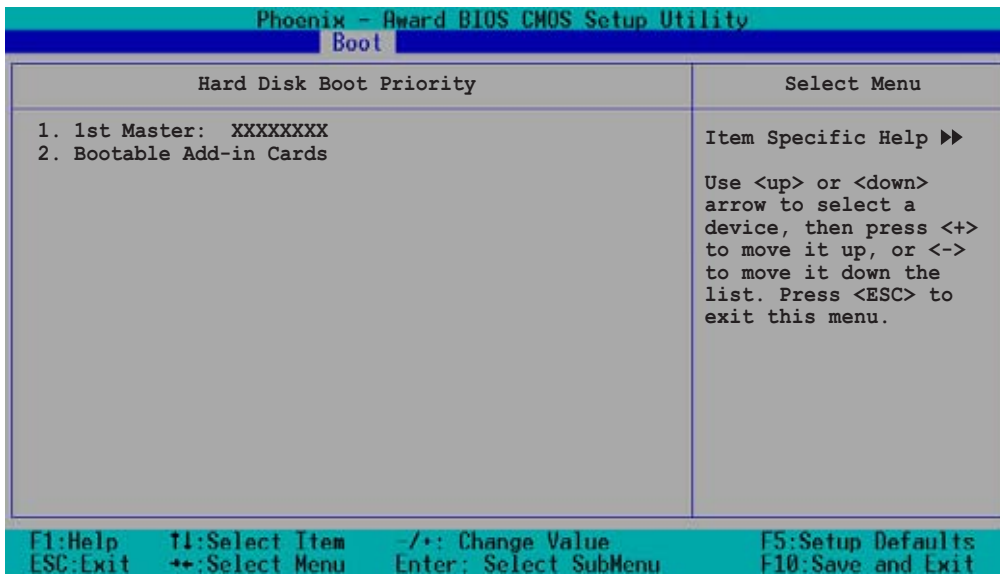 Phoenix - Award BIOS CMOS Setup Utility
Boot
Hard Disk Boot Priority
Select Menu
1. 1st Master: XXXXXXXX
2. Bootable Add-in Cards
Item Specific Help ▶▶
Use <up> or <down>
arrow to select a
device, then press <+>
to move it up, or <->
to move it down the
list. Press <ESC> to
exit this menu.
F1:Help ↑↓:Select Item -/+: Change Value F5:Setup Defaults
ESC:Exit ↔:Select Menu Enter: Select SubMenu F10:Save and Exit